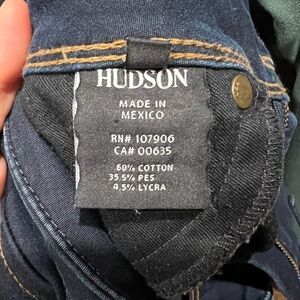 HUDSON
MADE IN
MEXICO
RN# 107906
CA# 00635
60% COTTON
35.5% PES
4.5% LYCRA